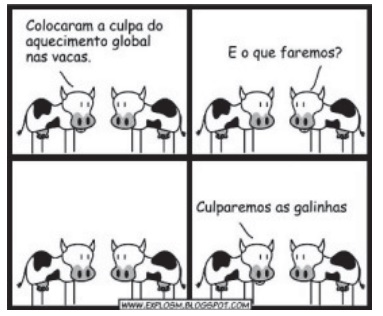 Colocaram a culpa do
aquecimento global
nas vacas.
E o que faremos?
Culparemos as galinhas
WWW.EXPLOSM.BLOGSPOT.COM